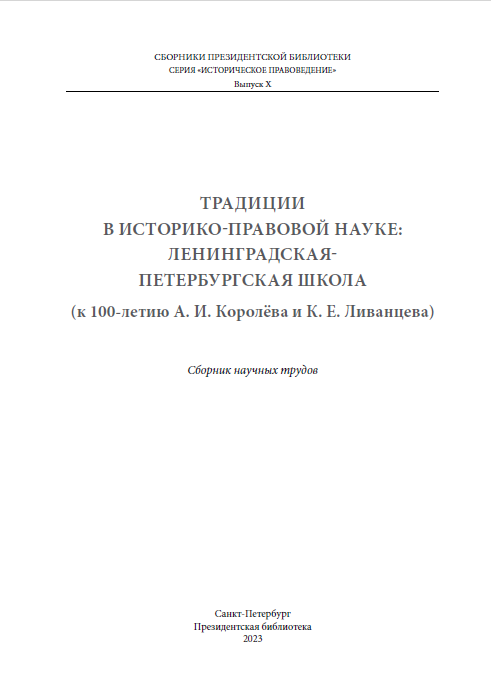 СБОРНИКИ ПРЕЗИДЕНТСКОЙ БИБЛИОТЕКИ
СЕРИЯ «ИСТОРИЧЕСКОЕ ПРАВОВЕДЕНИЕ»
Выпуск X
ТРАДИЦИИ
В ИСТОРИКО-ПРАВОВОЙ НАУКЕ:
ЛЕНИНГРАДСКАЯ-
ПЕТЕРБУРГСКАЯ ШКОЛА
(к 100-летию А. И. Королёва и К. Е. Ливанцева)
Сборник научных трудов
Санкт-Петербург
Президентская библиотека
2023